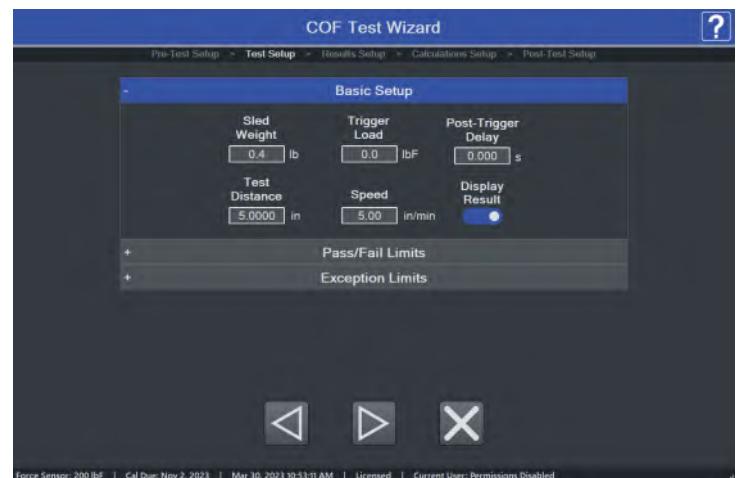 COF Test Wizard ?
Pre-Test Setup > Test Setup > Results Setup > Calculations Setup > Post-Test Setup
- Basic Setup
Sled Weight 0.4 lb
Trigger Load 0.0 lbF
Post-Trigger Delay 0.000 s
Test Distance 5.0000 in
Speed 5.00 in/min
Display Result
+ Pass/Fail Limits
+ Exception Limits
Force Sensor: 200 lbF | Cal Due: Nov 2, 2023 | Mar 30, 2023 10:53:11 AM | Licensed | Current User: Permissions Disabled